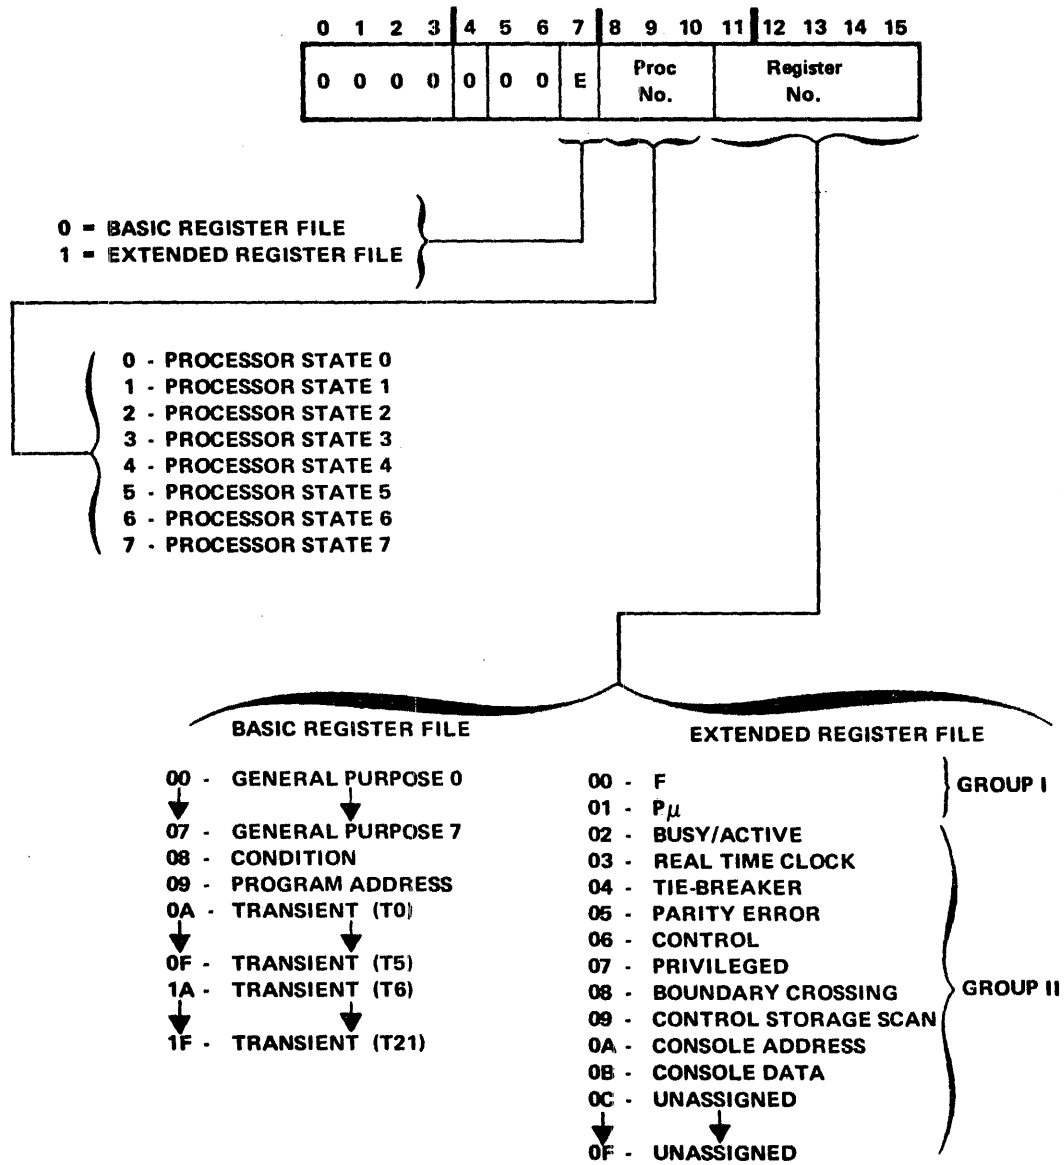 0 1 2 3 4 5 6 7 8 9 10 11 12 13 14 15
0 0 0 0 0 0 0 E Proc No. Register No.
0 = BASIC REGISTER FILE
1 = EXTENDED REGISTER FILE
0 - PROCESSOR STATE 0
1 - PROCESSOR STATE 1
2 - PROCESSOR STATE 2
3 - PROCESSOR STATE 3
4 - PROCESSOR STATE 4
5 - PROCESSOR STATE 5
6 - PROCESSOR STATE 6
7 - PROCESSOR STATE 7
BASIC REGISTER FILE
00 - GENERAL PURPOSE 0
07 - GENERAL PURPOSE 7
08 - CONDITION
09 - PROGRAM ADDRESS
0A - TRANSIENT (T0)
0F - TRANSIENT (T5)
1A - TRANSIENT (T6)
1F - TRANSIENT (T21)
EXTENDED REGISTER FILE
00 - F
01 - Pμ
GROUP I
02 - BUSY/ACTIVE
03 - REAL TIME CLOCK
04 - TIE-BREAKER
05 - PARITY ERROR
06 - CONTROL
07 - PRIVILEGED
08 - BOUNDARY CROSSING
09 - CONTROL STORAGE SCAN
0A - CONSOLE ADDRESS
0B - CONSOLE DATA
0C - UNASSIGNED
0F - UNASSIGNED
GROUP II